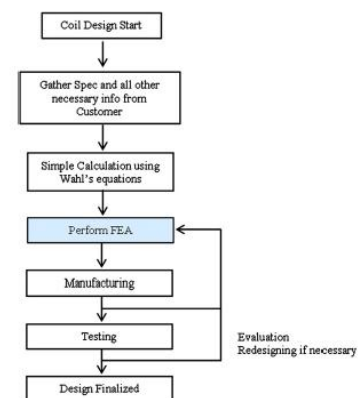 Coil Design Start
Gather Spec and all other
necessary info from
Customer
Simple Calculation using
Wahl's equations
Perform FEA
Manufacturing
Testing
Evaluation
Redesigning if necessary
Design Finalized